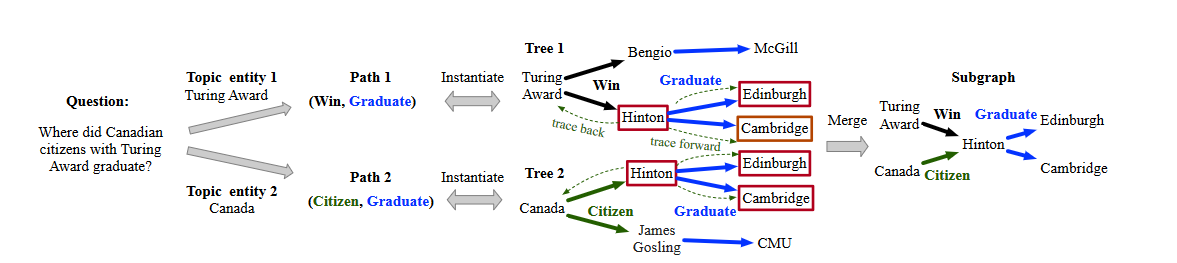 Question:
Where did Canadian
citizens with Turing
Award graduate?
Topic entity 1
Turing Award
Topic entity 2
Canada
Path 1
(Win, Graduate)
Path 2
(Citizen, Graduate)
Instantiate
Instantiate
Tree 1
Turing
Award
Win
Bengio
McGill
Graduate
Hinton
Edinburgh
Cambridge
trace back
trace forward
Tree 2
Hinton
Edinburgh
Cambridge
Canada
Citizen
Graduate
James
Gosling
CMU
Merge
Subgraph
Turing
Award
Win
Graduate
Edinburgh
Hinton
Canada
Citizen
Cambridge